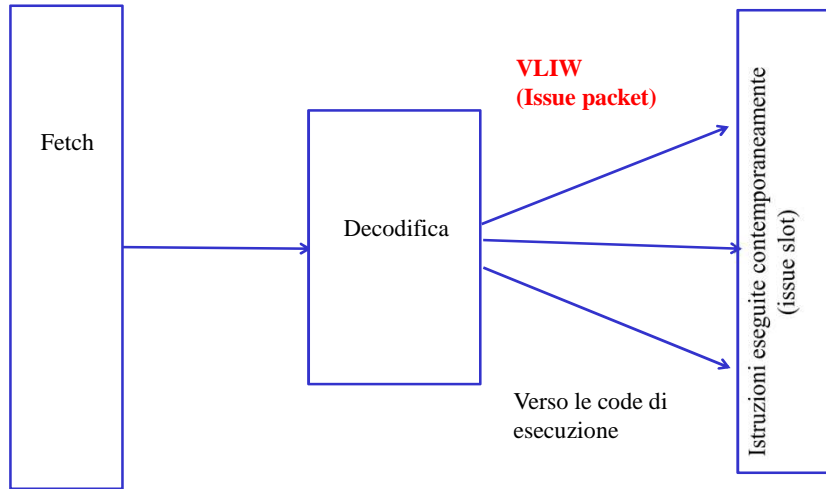 Fetch
Decodifica
VLIW
(Issue packet)
Verso le code di
esecuzione
Istruzioni eseguite contemporaneamente
(issue slot)